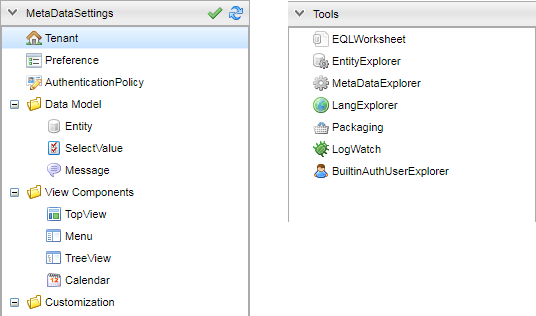 MetaDataSettings
Tenant
Preference
AuthenticationPolicy
Data Model
Entity
SelectValue
Message
View Components
TopView
Menu
TreeView
12
Calendar
Customization
Tools
EQLWorksheet
EntityExplorer
MetaDataExplorer
LangExplorer
Packaging
LogWatch
BuiltinAuthUserExplorer